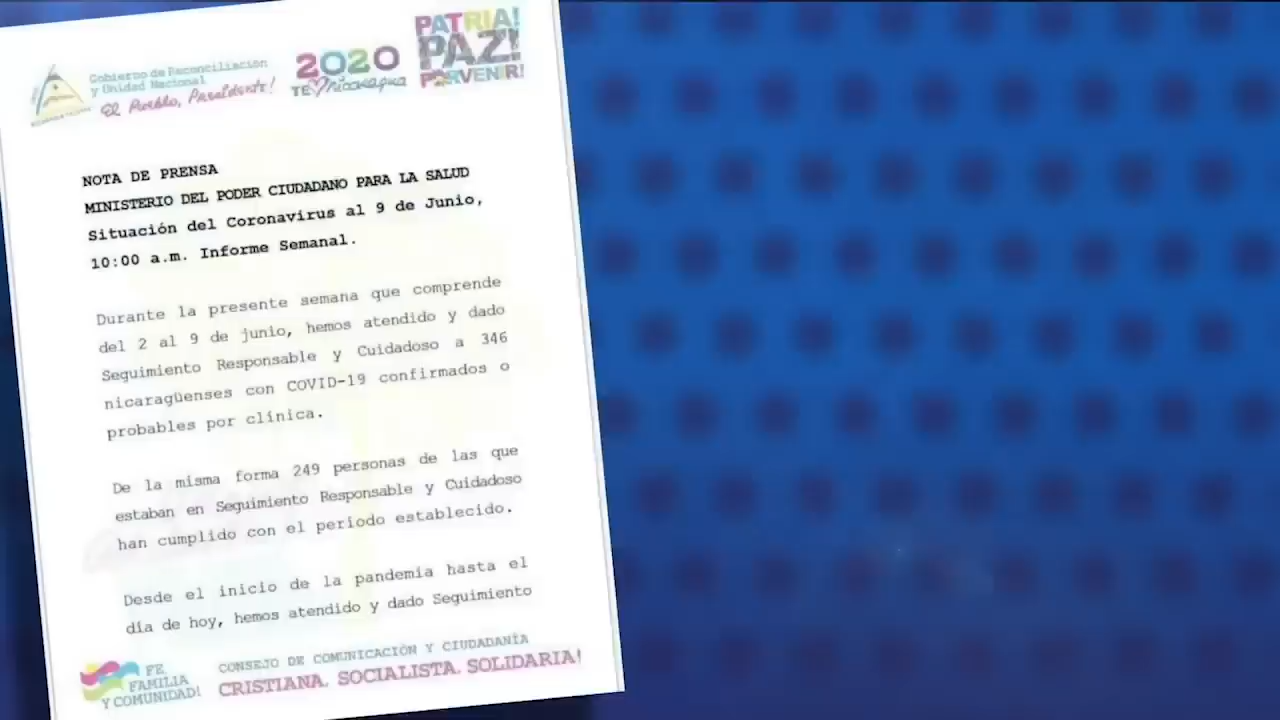 Gobierno de Reconciliación
y Unidad Nacional
El Pueblo, Presidente!
2020
TE Nicaragua
PATRIA!
PAZ!
PORVENIR!
NOTA DE PRENSA
MINISTERIO DEL PODER CIUDADANO PARA LA SALUD
Situación del Coronavirus al 9 de Junio,
10:00 a.m. Informe Semanal.
Durante la presente semana que comprende
del 2 al 9 de junio, hemos atendido y dado
Seguimiento Responsable y Cuidadoso a 346
nicaragüenses con COVID-19 confirmados o
probables por clínica.
De la misma forma 249 personas de las que
estaban en Seguimiento Responsable y Cuidadoso
han cumplido con el periodo establecido.
Desde el inicio de la pandemia hasta el
día de hoy, hemos atendido y dado Seguimiento
FE,
FAMILIA
Y COMUNIDAD!
CONSEJO DE COMUNICACIÓN Y CIUDADANÍA
CRISTIANA, SOCIALISTA, SOLIDARIA!